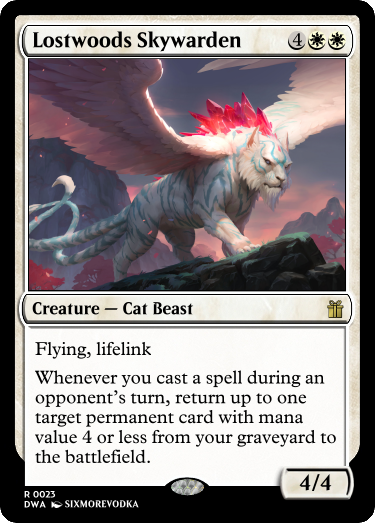 Lostwoods Skywarden 4
Creature — Cat Beast
Flying, lifelink
Whenever you cast a spell during an
opponent's turn, return up to one
target permanent card with mana
value 4 or less from your graveyard to
the battlefield.
4/4
R 0023
DWA SIXMOREVODKA